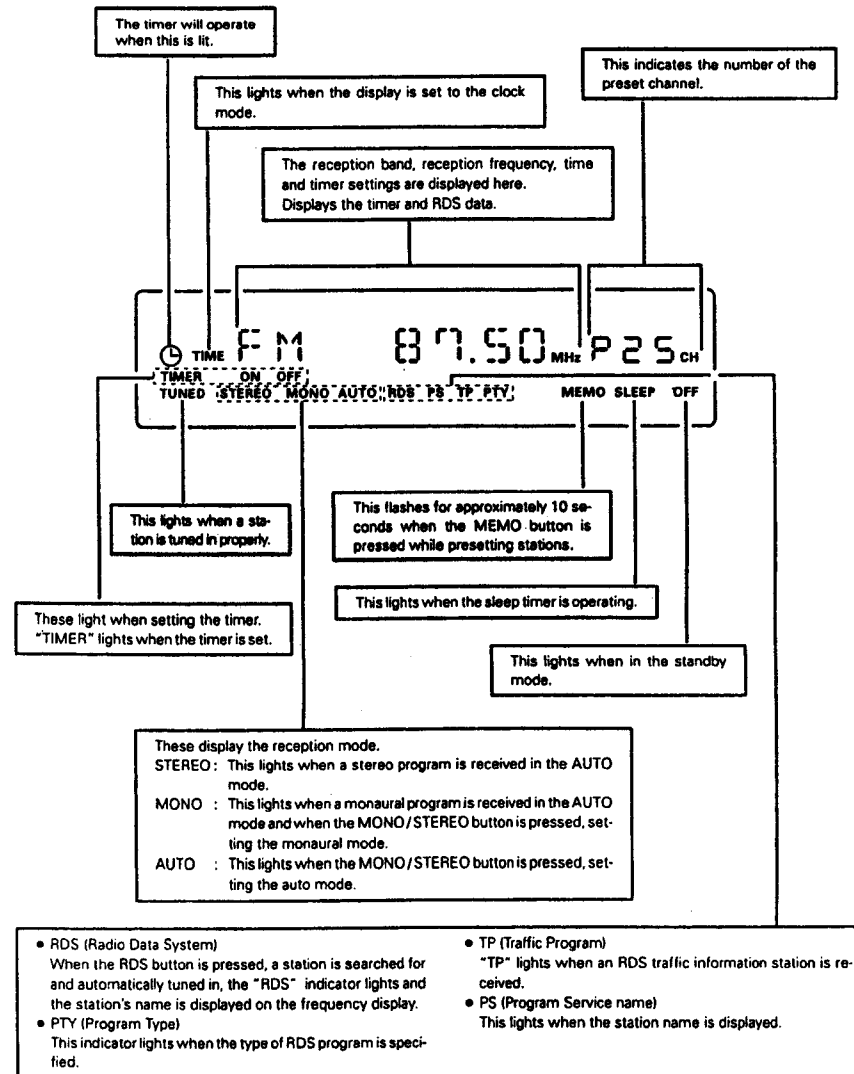 The timer will operate
when this is lit.
This indicates the number of the
preset channel.
This lights when the display is set to the clock
mode.
The reception band, reception frequency, time
and timer settings are displayed here.
Displays the timer and RDS data.
TIME FM 87.50 MHz P25 CH
TIMER ON OFF
TUNED STEREO MONO AUTO RDS PS TP PTY MEMO SLEEP OFF
This lights when a sta-
tion is tuned in properly.
This flashes for approximately 10 se-
conds when the MEMO button is
pressed while presetting stations.
This lights when the sleep timer is operating.
These light when setting the timer.
"TIMER" lights when the timer is set.
This lights when in the standby
mode.
These display the reception mode.
STEREO : This lights when a stereo program is received in the AUTO
mode.
MONO : This lights when a monaural program is received in the AUTO
mode and when the MONO/STEREO button is pressed, set-
ting the monaural mode.
AUTO : This lights when the MONO/STEREO button is pressed, set-
ting the auto mode.
• RDS (Radio Data System)
When the RDS button is pressed, a station is searched for
and automatically tuned in, the "RDS" indicator lights and
the station's name is displayed on the frequency display.
• PTY (Program Type)
This indicator lights when the type of RDS program is speci-
fied.
• TP (Traffic Program)
"TP" lights when an RDS traffic information station is re-
ceived.
• PS (Program Service name)
This lights when the station name is displayed.